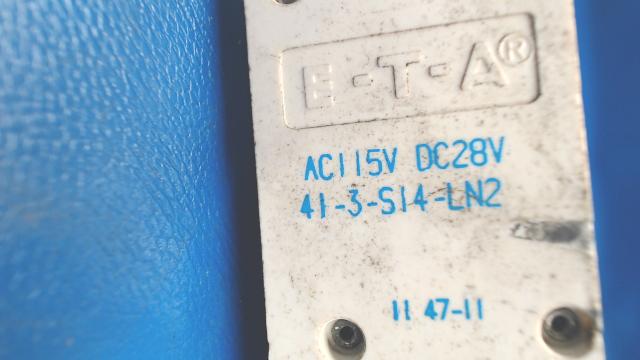 E-T-A®
AC115V DC28V
41-3-S14-LN2
11 47-11